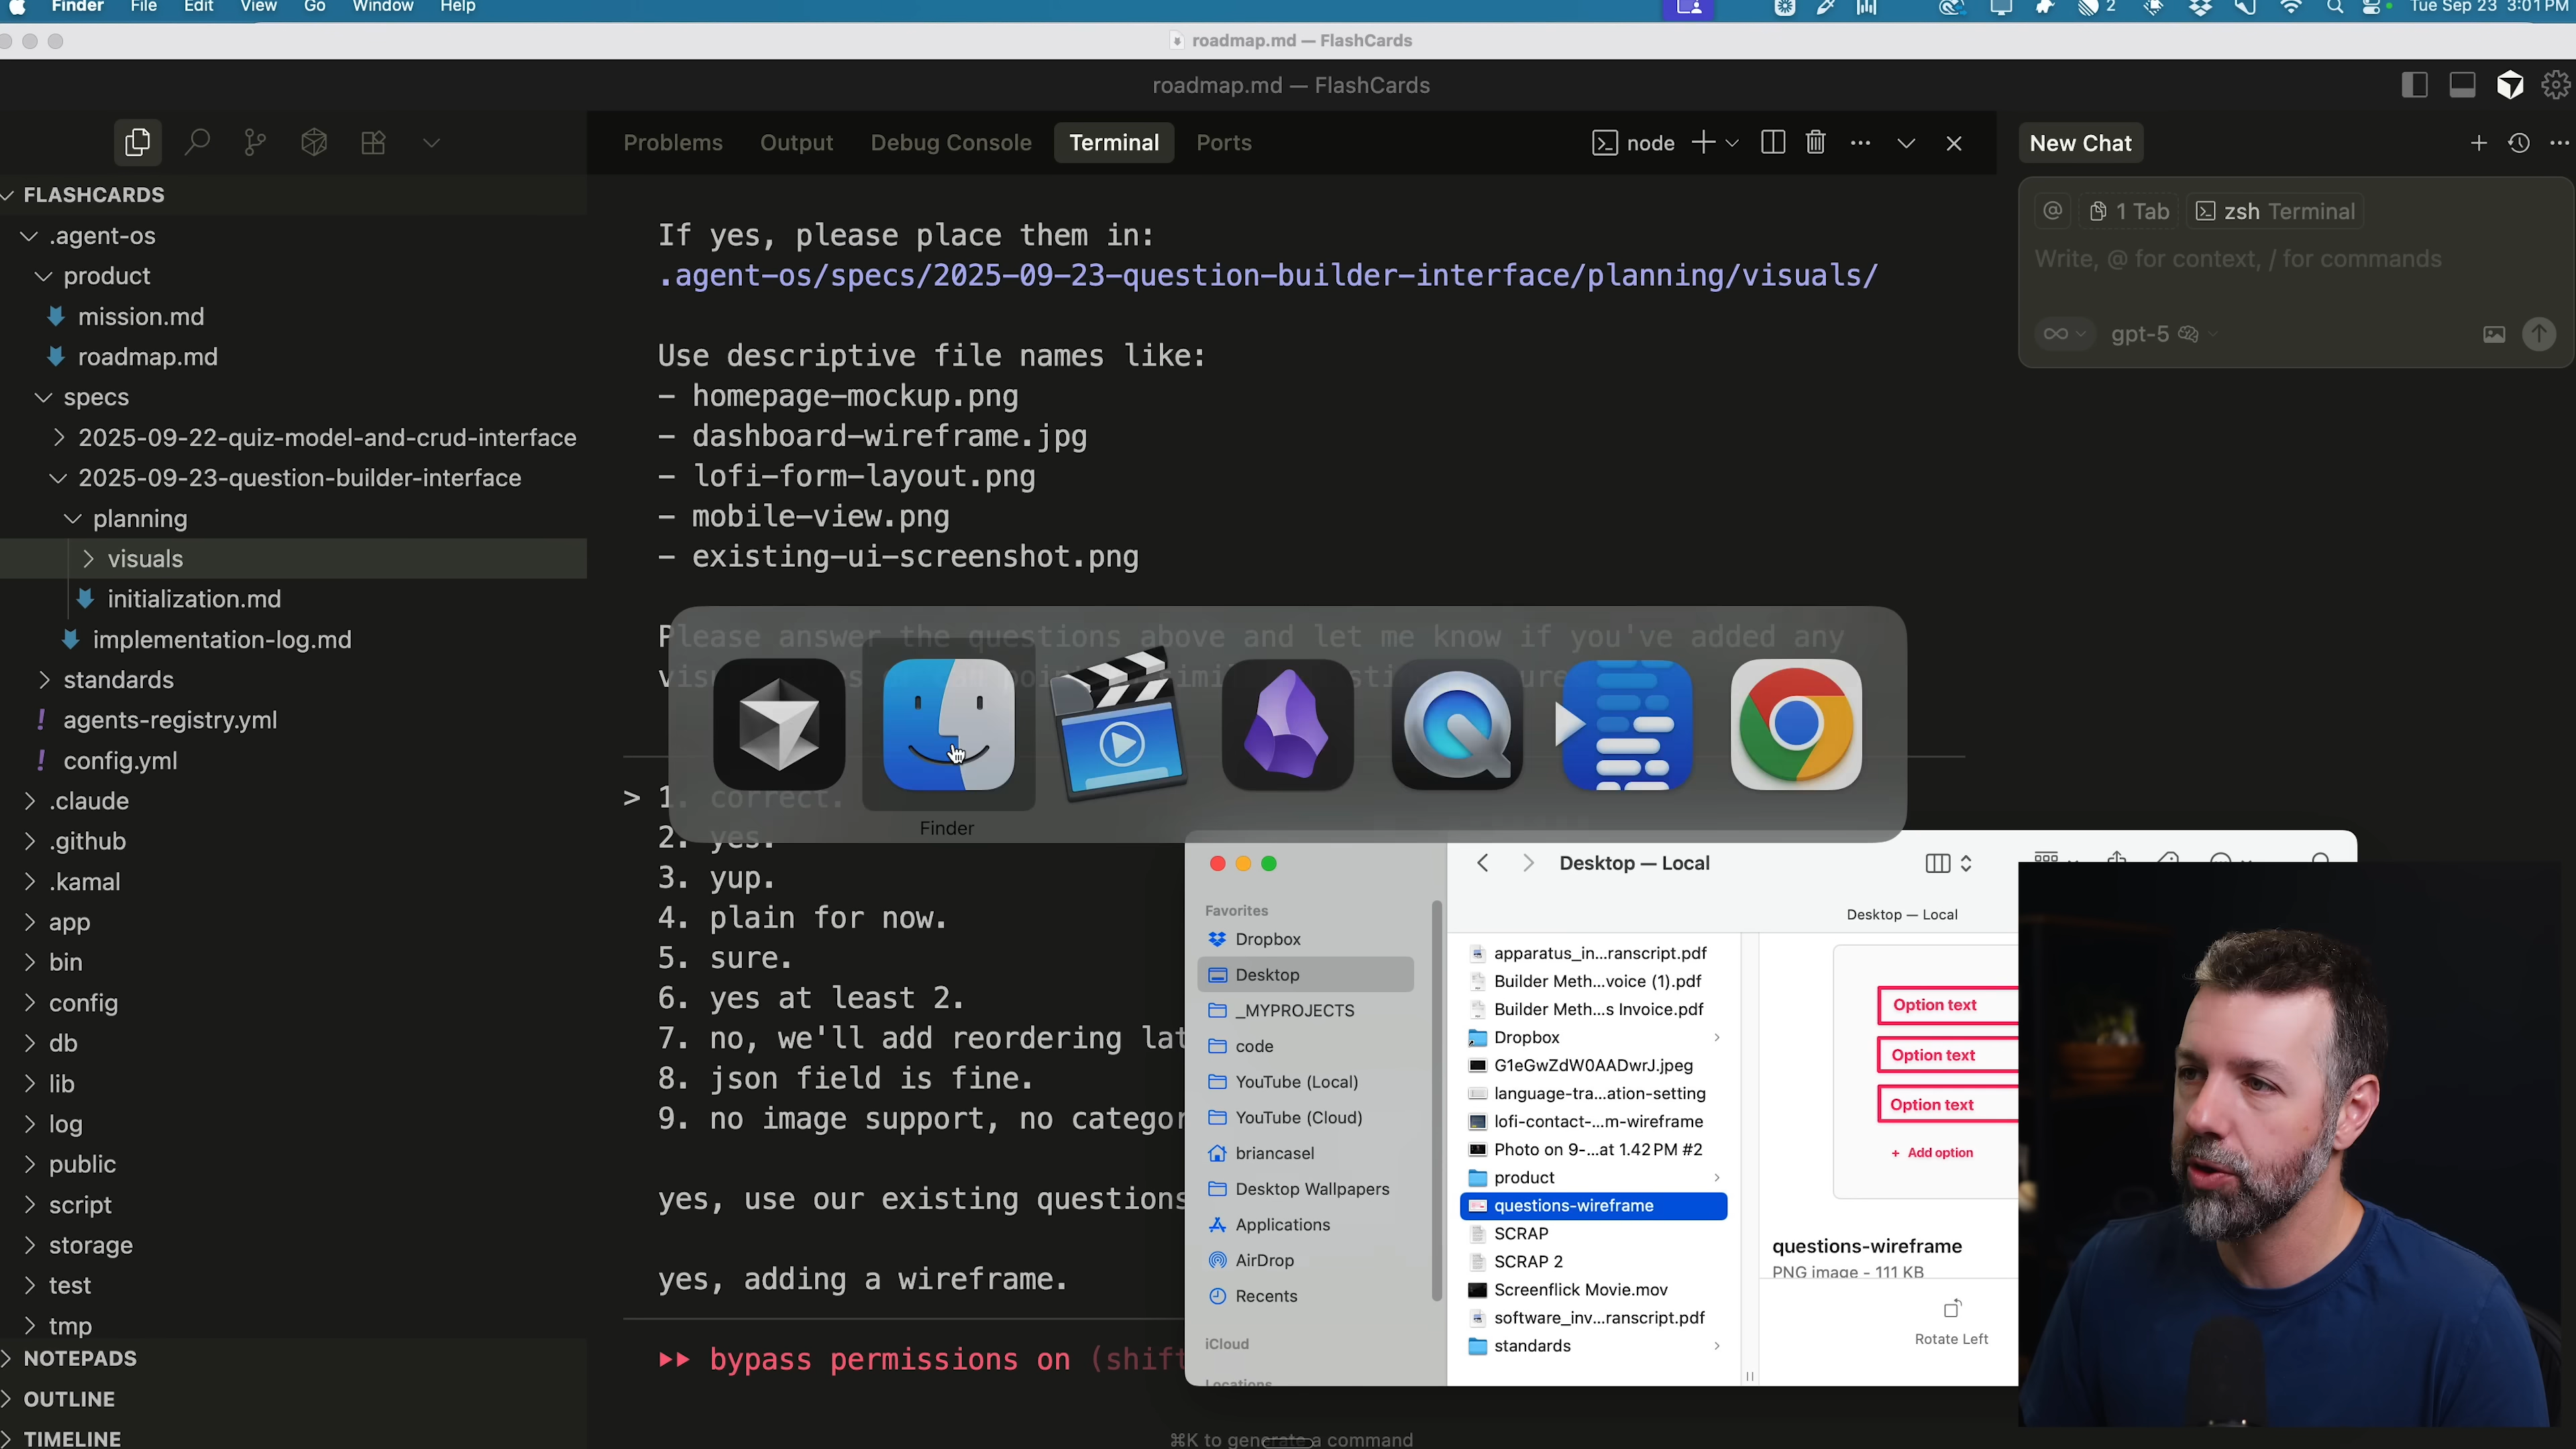 Finder File Edit View Go Window Help
2 Tue Sep 23 3:01 PM
roadmap.md — FlashCards
roadmap.md — FlashCards
FLASHCARDS
.agent-os
product
mission.md
roadmap.md
specs
2025-09-22-quiz-model-and-crud-interface
2025-09-23-question-builder-interface
planning
visuals
initialization.md
implementation-log.md
standards
! agents-registry.yml
! config.yml
.claude
.github
.kamal
app
bin
config
db
lib
log
public
script
storage
test
tmp
NOTEPADS
OUTLINE
TIMELINE
Problems Output Debug Console Terminal Ports
node
If yes, please place them in:
.agent-os/specs/2025-09-23-question-builder-interface/planning/visuals/
Use descriptive file names like:
- homepage-mockup.png
- dashboard-wireframe.jpg
- lofi-form-layout.png
- mobile-view.png
- existing-ui-screenshot.png
Please answer the questions above and let me know if you've added any
Finder
> 1. correct.
2. yes.
3. yup.
4. plain for now.
5. sure.
6. yes at least 2.
7. no, we'll add reordering
8. json field is fine.
9. no image support, no
yes, use our existing questions
yes, adding a wireframe.
bypass permissions on (shift
⌘K to generate a command
New Chat
@ 1 Tab zsh Terminal
Write, @ for context, / for commands
gpt-5
Desktop — Local
Desktop — Local
Favorites
Dropbox
Desktop
_MYPROJECTS
code
YouTube (Local)
YouTube (Cloud)
briancasel
Desktop Wallpapers
Applications
AirDrop
Recents
iCloud
Locations
apparatus_in...ranscript.pdf
Builder Meth...voice (1).pdf
Builder Meth...s Invoice.pdf
Dropbox
G1eGwZdW0AADwrJ.jpeg
language-tra...ation-setting
lofi-contact-...m-wireframe
Photo on 9-...at 1.42 PM #2
product
questions-wireframe
SCRAP
SCRAP 2
Screenflick Movie.mov
software_inv...ranscript.pdf
standards
Option text
Option text
Option text
+ Add option
questions-wireframe
PNG image - 111 KB
Rotate Left